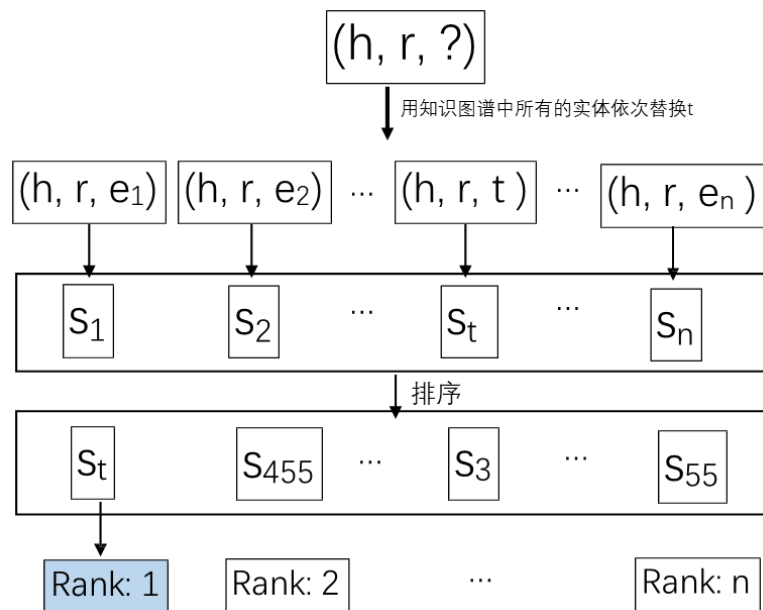 (h, r, ?)
用知识图谱中所有的实体依次替换t
(h, r, e1) (h, r, e2) ... (h, r, t ) ... (h, r, en )
S1 S2 ... St ... Sn
排序
St S455 ... S3 ... S55
Rank: 1 Rank: 2 ... Rank: n